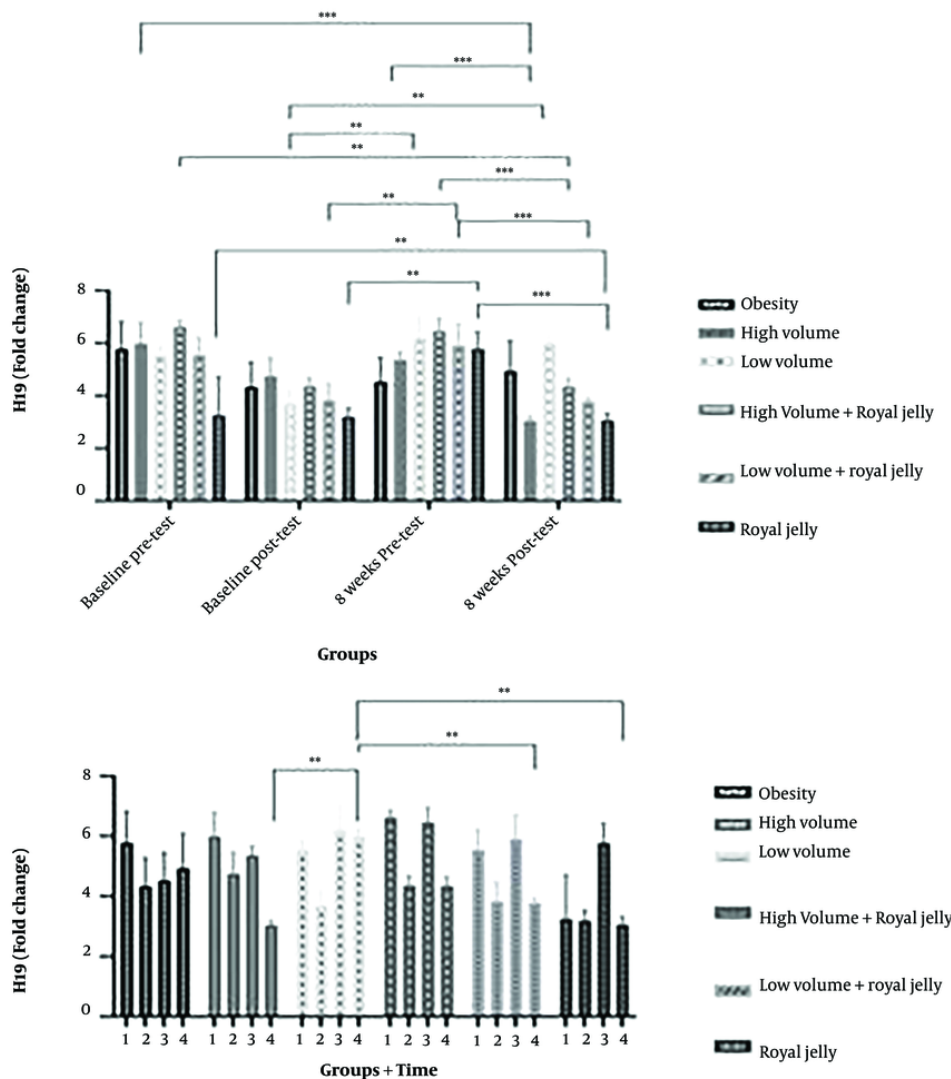 ***
***
**
**
**
***
**
***
**
**
***
H19 (Fold change)
8
6
4
2
0
Baseline pre-test
Baseline post-test
8 weeks Pre-test
8 weeks Post-test
Groups
Obesity
High volume
Low volume
High Volume + Royal jelly
Low volume + royal jelly
Royal jelly
**
**
**
H19 (Fold change)
8
6
4
2
0
1 2 3 4 1 2 3 4 1 2 3 4 1 2 3 4 1 2 3 4 1 2 3 4
Groups + Time
Obesity
High volume
Low volume
High Volume + Royal jelly
Low volume + royal jelly
Royal jelly